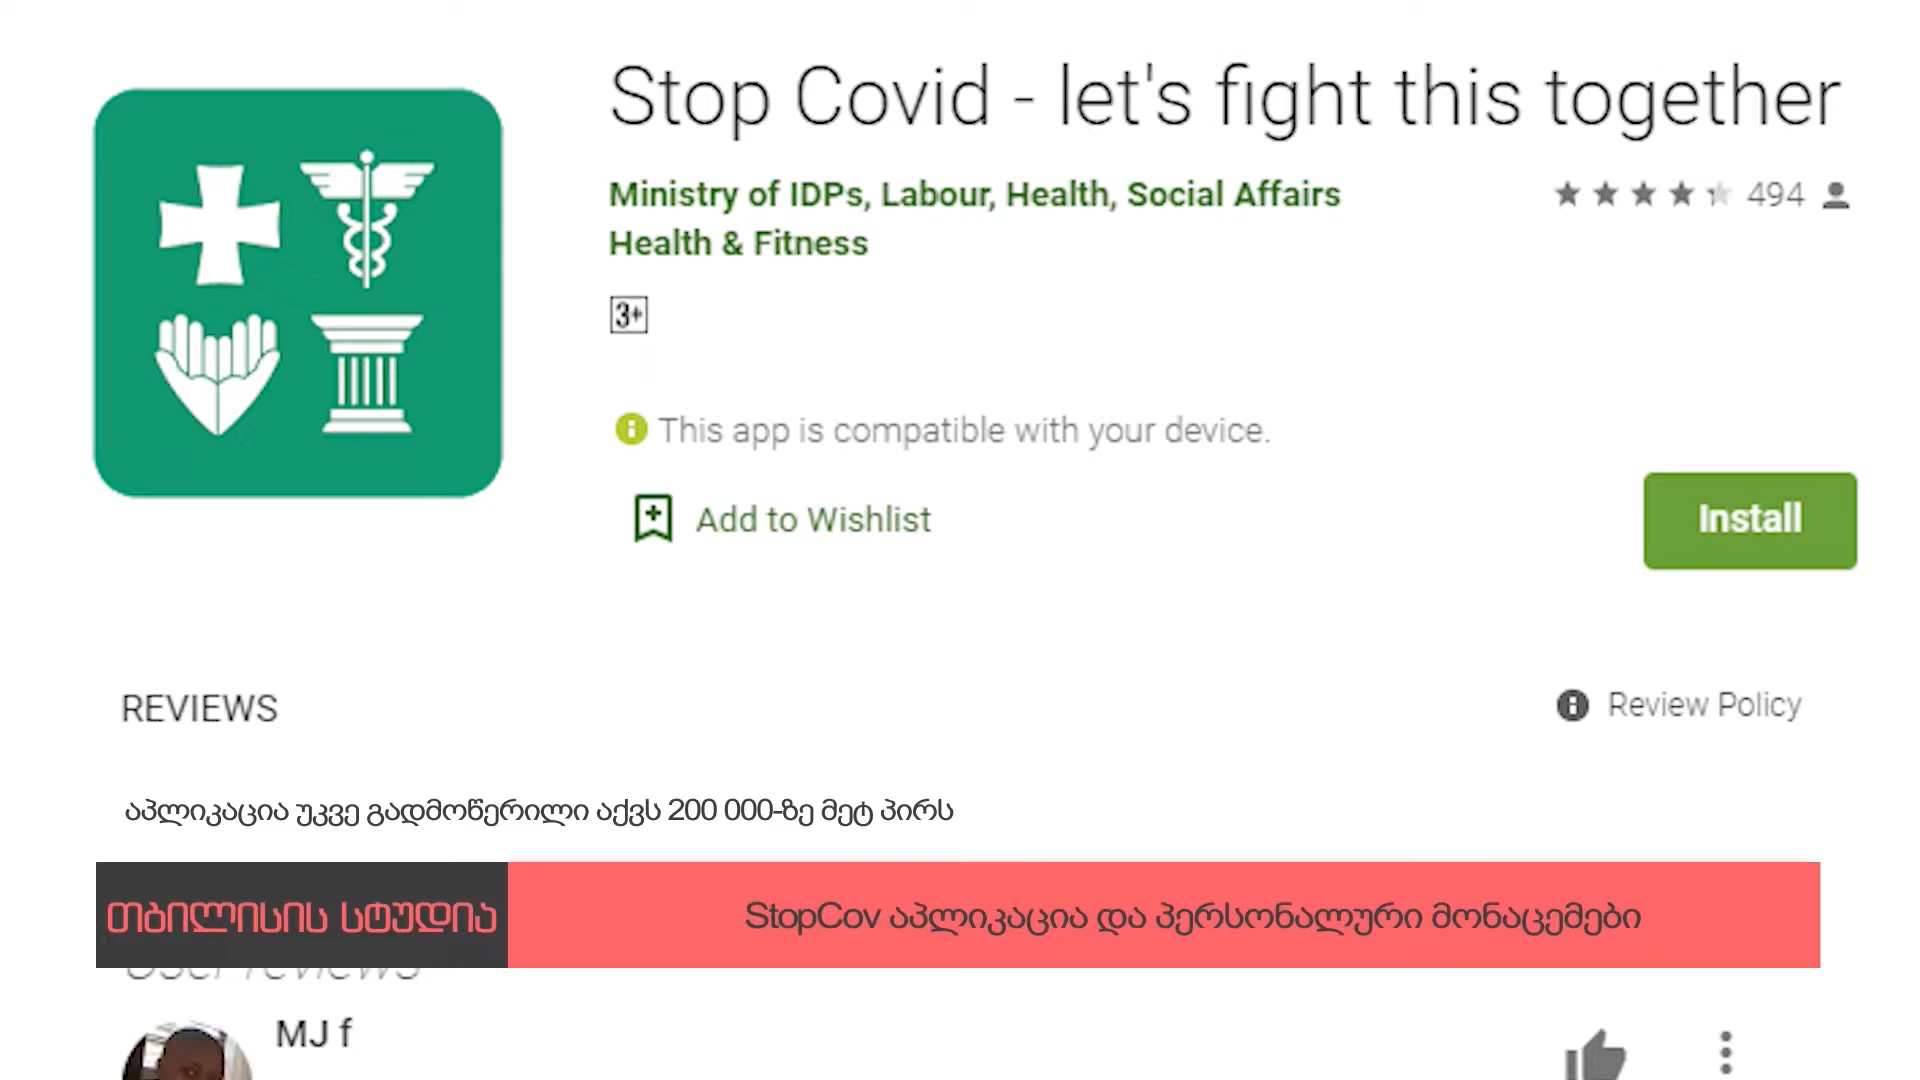 Stop Covid - let's fight this together
Ministry of IDPs, Labour, Health, Social Affairs
494
Health & Fitness
3+
This app is compatible with your device.
Add to Wishlist
Install
REVIEWS
Review Policy
აპლიკაცია უკვე გადმოწერილი აქვს 200 000-ზე მეტ პირს
თბილისის სტუდია
StopCov აპლიკაცია და პერსონალური მონაცემები
User reviews
MJ f